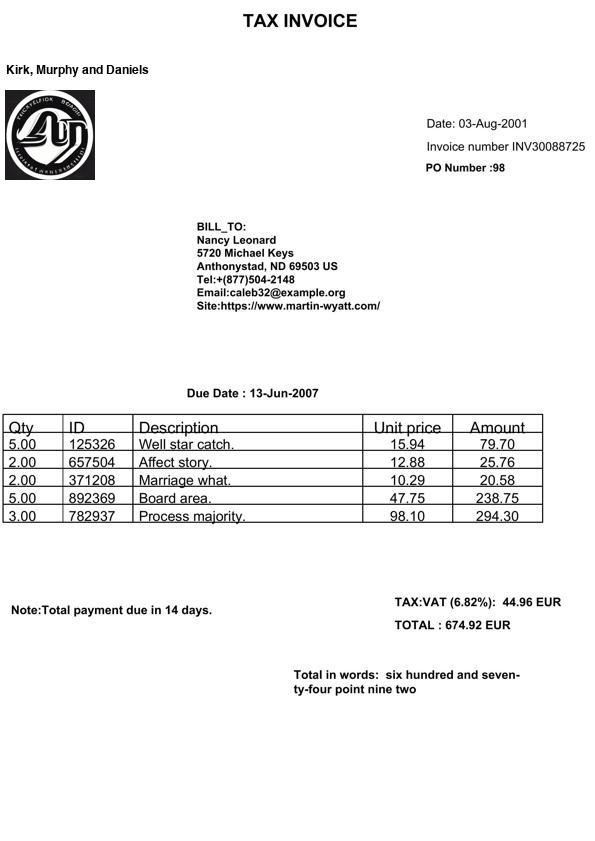 TAX INVOICE
Kirk, Murphy and Daniels
Date: 03-Aug-2001
Invoice number INV30088725
PO Number :98
BILL_TO:
Nancy Leonard
5720 Michael Keys
Anthonystad, ND 69503 US
Tel:+(877)504-2148
Email:caleb32@example.org
Site:https://www.martin-wyatt.com/
Due Date : 13-Jun-2007
Qty ID Description Unit price Amount
5.00 125326 Well star catch. 15.94 79.70
2.00 657504 Affect story. 12.88 25.76
2.00 371208 Marriage what. 10.29 20.58
5.00 892369 Board area. 47.75 238.75
3.00 782937 Process majority. 98.10 294.30
TAX:VAT (6.82%): 44.96 EUR
Note:Total payment due in 14 days.
TOTAL : 674.92 EUR
Total in words: six hundred and seven-
ty-four point nine two